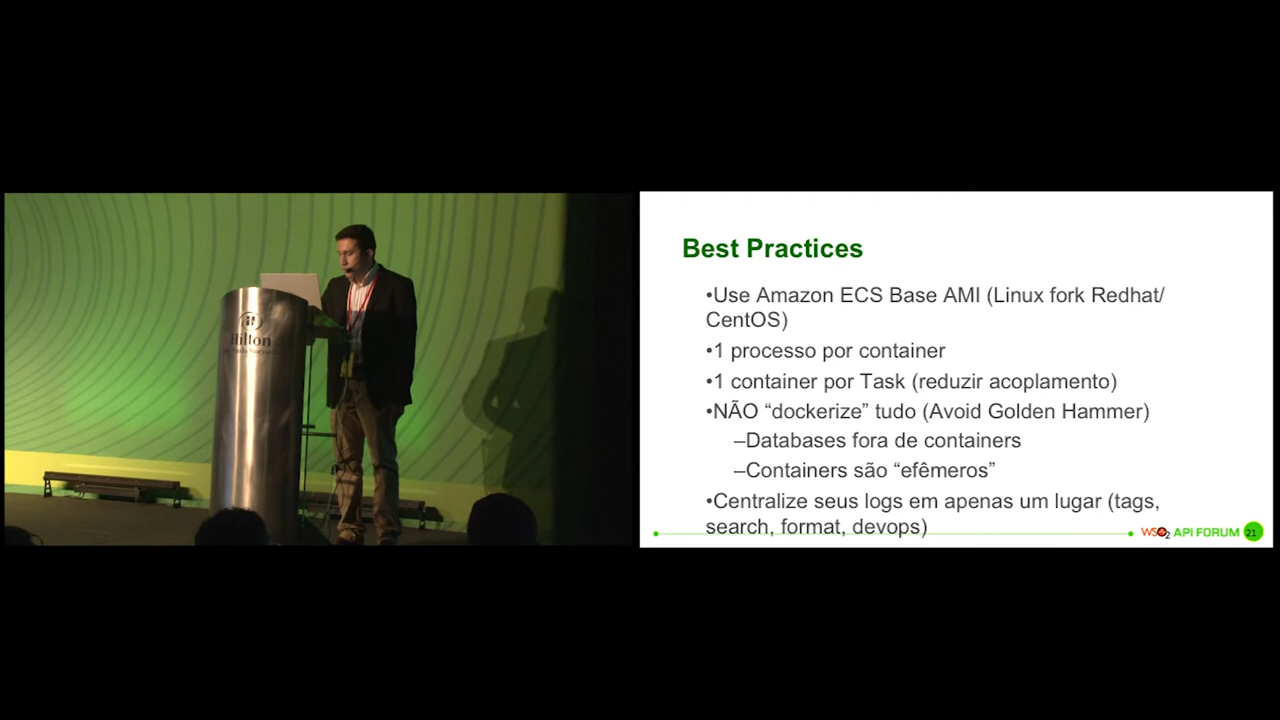 Hilton
Best Practices
•Use Amazon ECS Base AMI (Linux fork Redhat/
CentOS)
•1 processo por container
•1 container por Task (reduzir acoplamento)
•NÃO “dockerize” tudo (Avoid Golden Hammer)
–Databases fora de containers
–Containers são “efêmeros”
•Centralize seus logs em apenas um lugar (tags,
search, format, devops)
WSO2 API FORUM 21